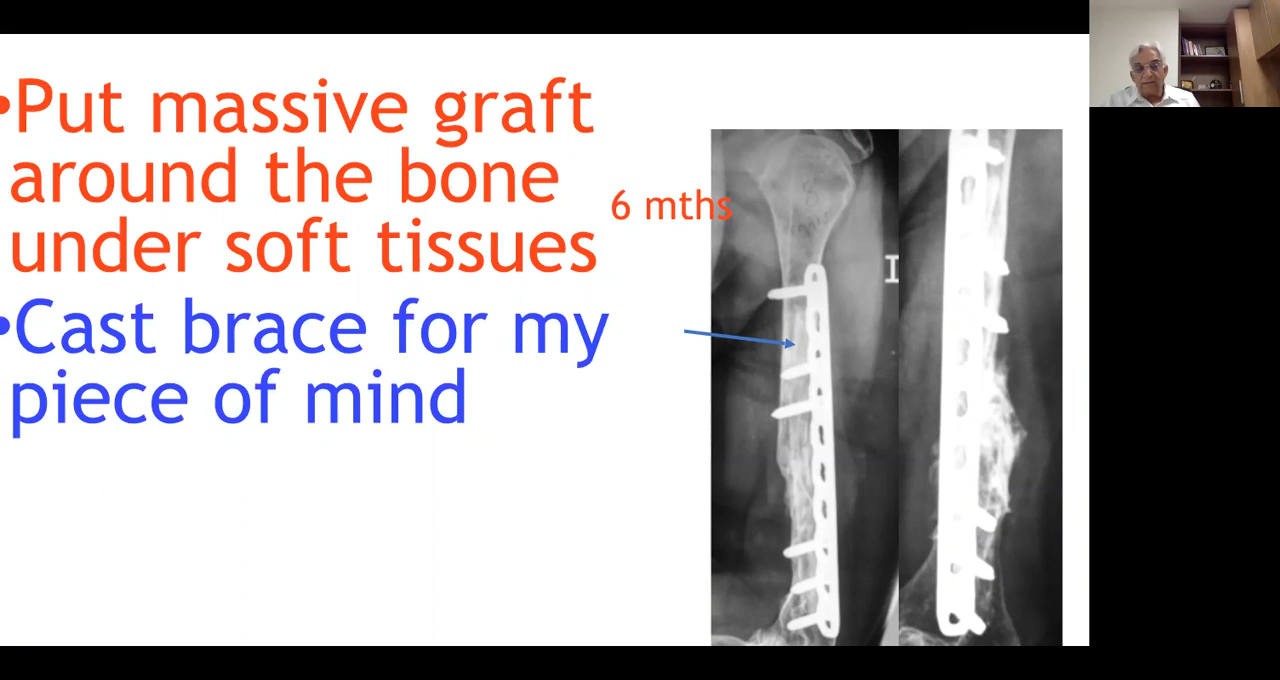 •Put massive graft
around the bone
under soft tissues
6 mths
•Cast brace for my
piece of mind